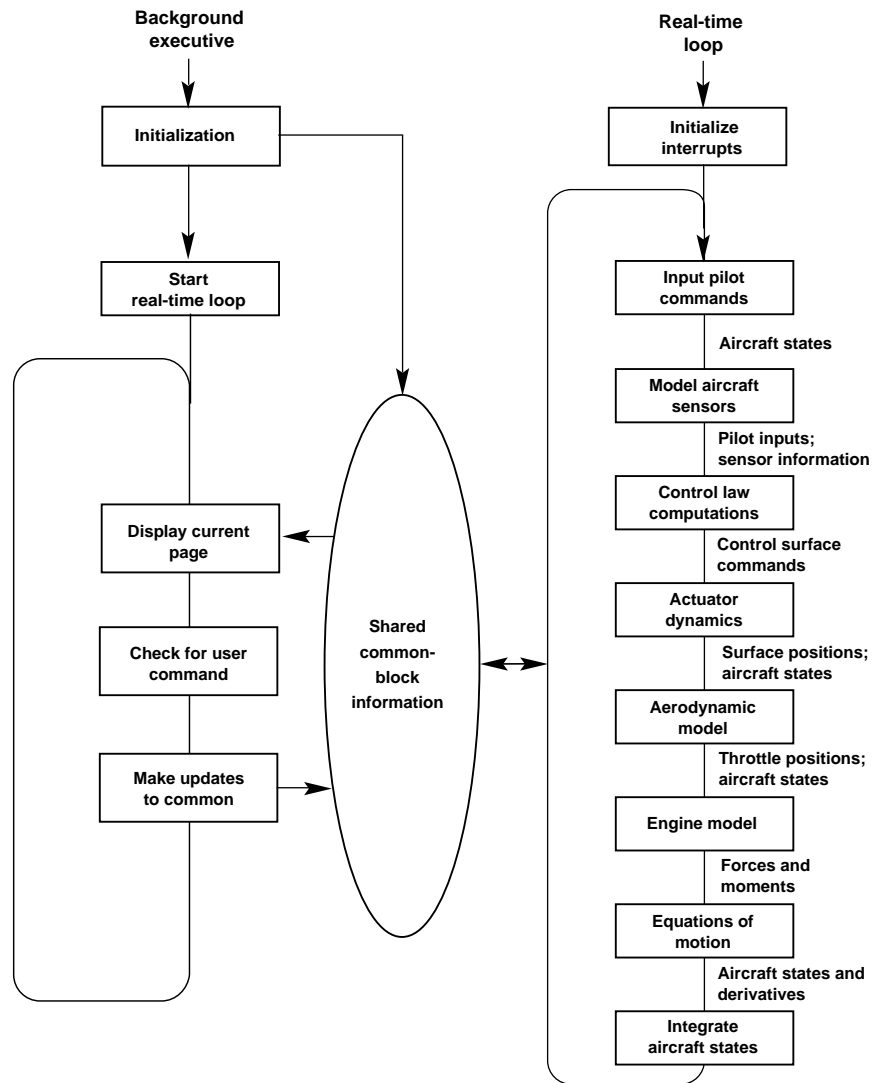 Background
executive
Initialization
Start
real-time loop
Display current
page
Check for user
command
Make updates
to common
Shared
common-
block
information
Real-time
loop
Initialize
interrupts
Input pilot
commands
Aircraft states
Model aircraft
sensors
Pilot inputs;
sensor information
Control law
computations
Control surface
commands
Actuator
dynamics
Surface positions;
aircraft states
Aerodynamic
model
Throttle positions;
aircraft states
Engine model
Forces and
moments
Equations of
motion
Aircraft states and
derivatives
Integrate
aircraft states